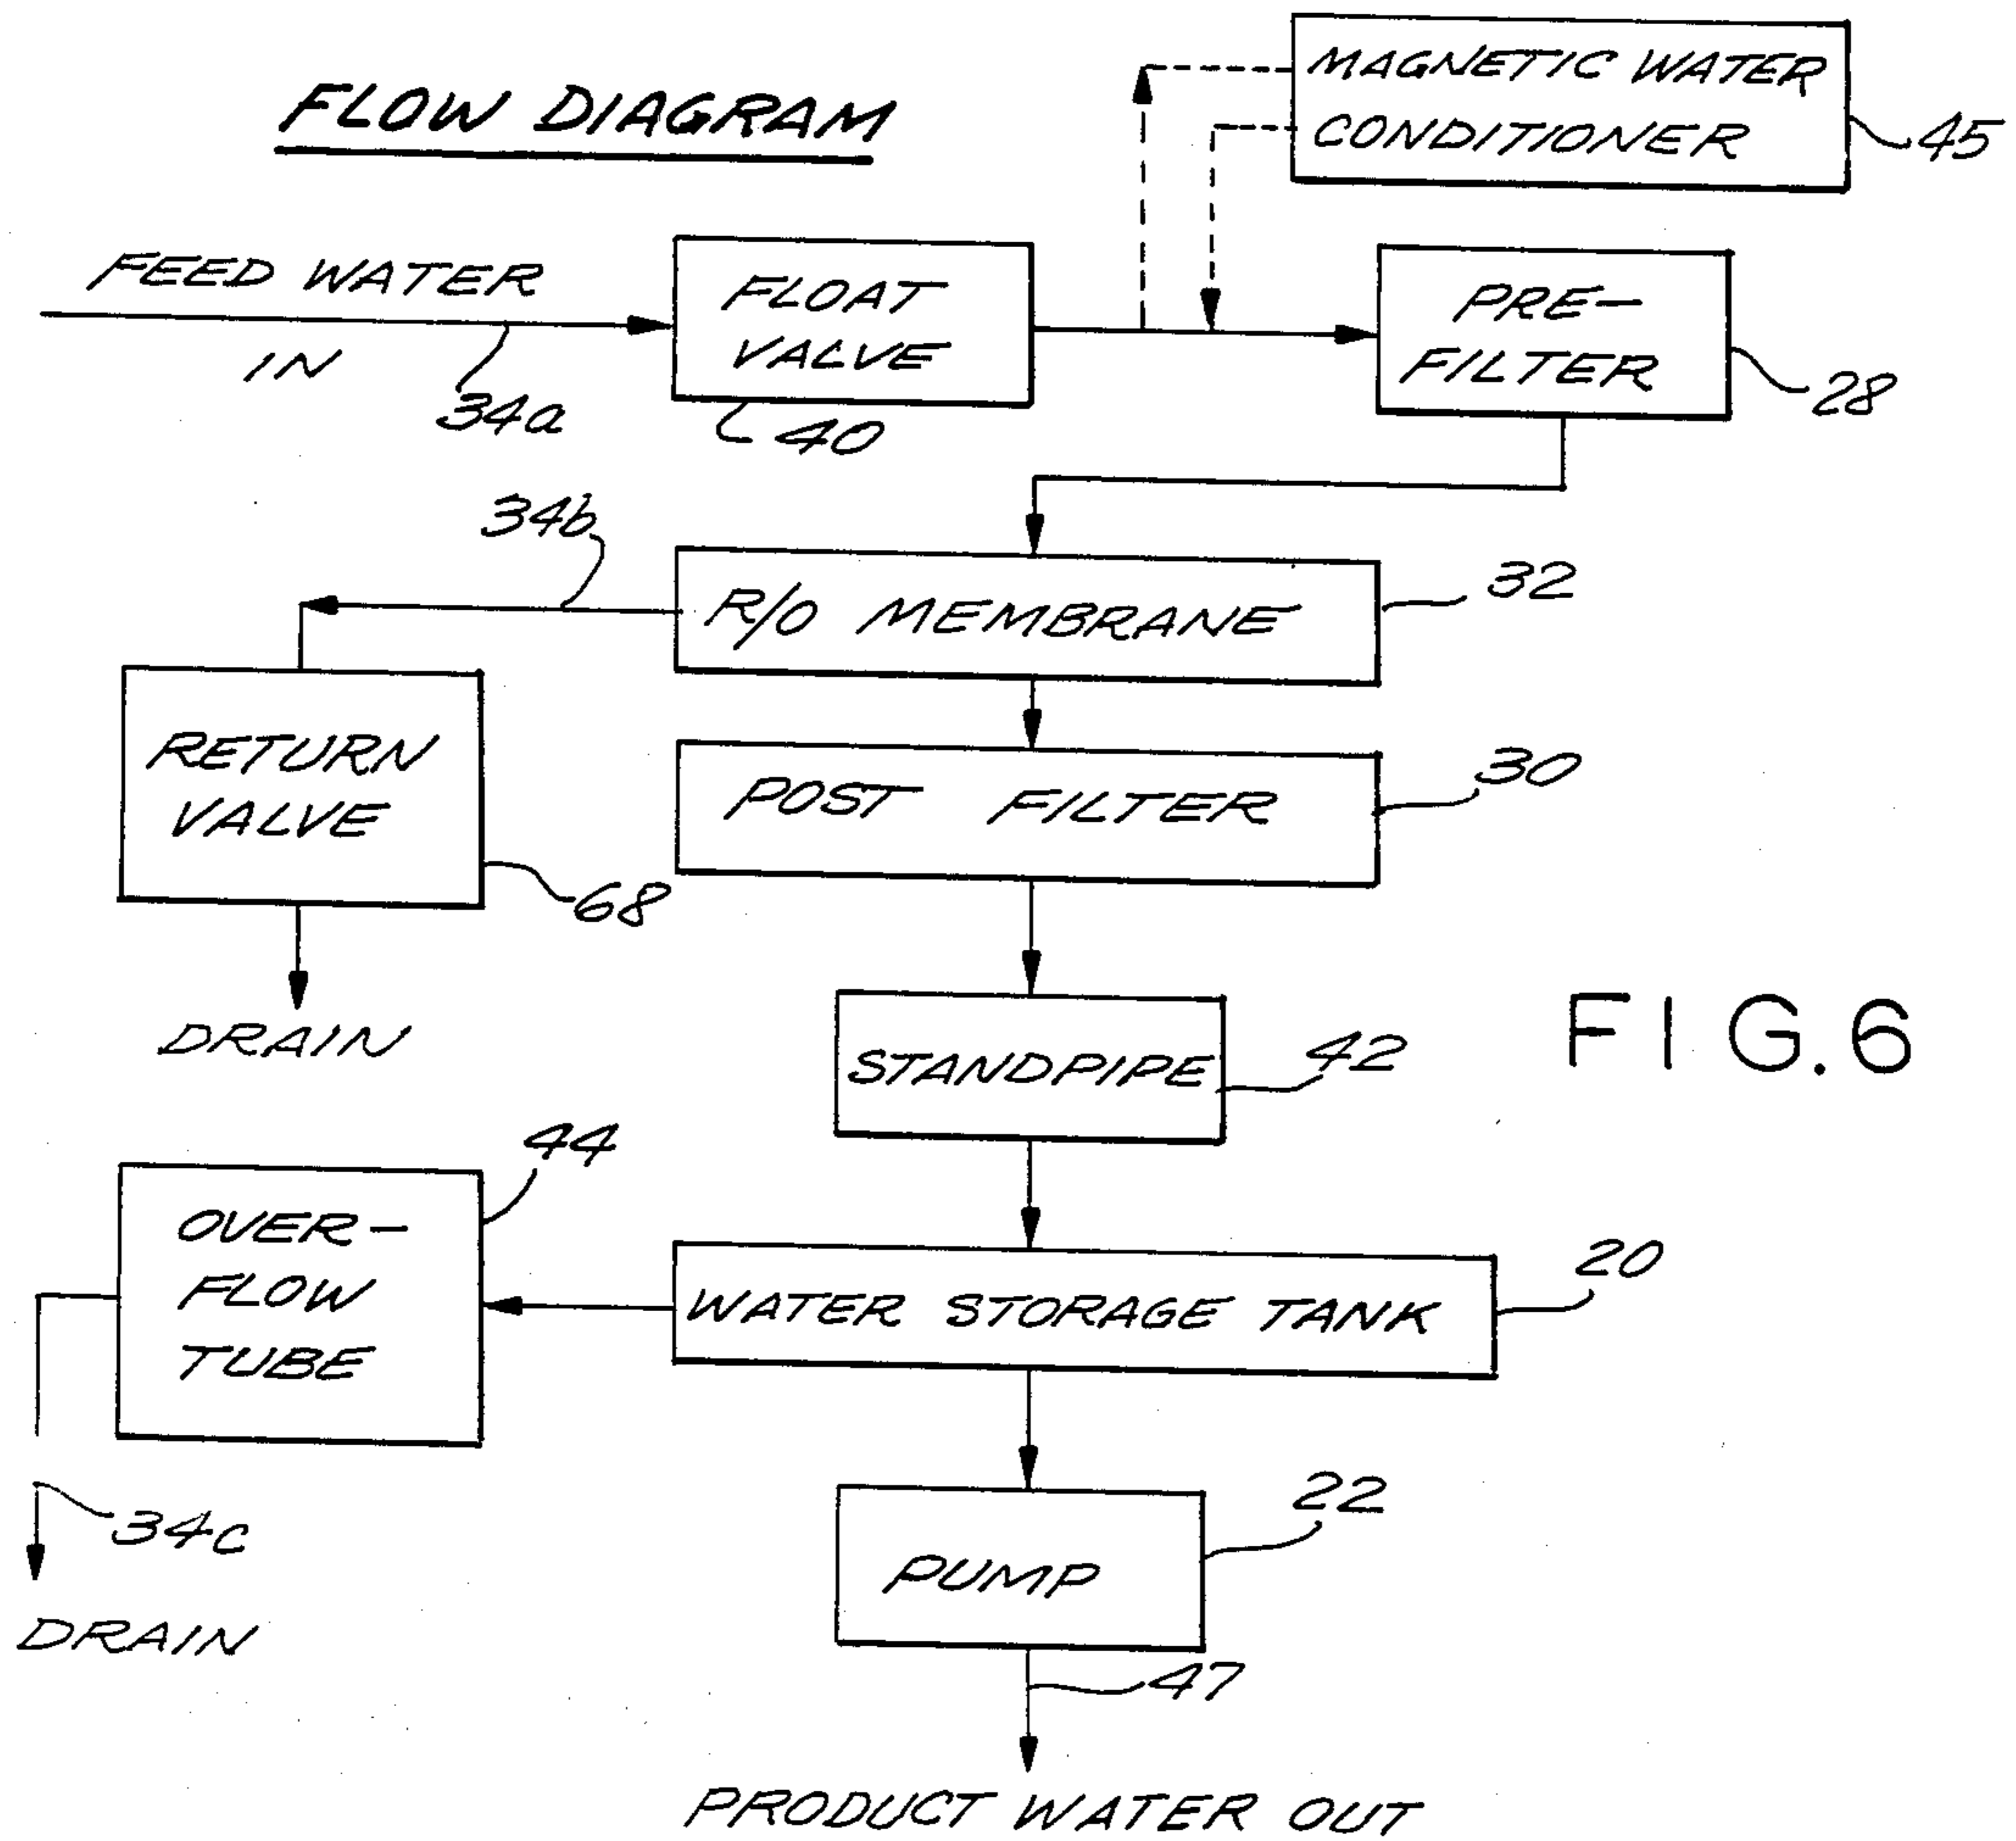 FLOW DIAGRAM
MAGNETIC WATER
CONDITIONER
45
FEED WATER
IN
34a
FLOAT
VALVE
40
PRE-
FILTER
28
34b
R/O MEMBRANE
32
RETURN
VALVE
68
DRAIN
POST FILTER
30
STANDPIPE
42
FIG.6
OVER-
FLOW
TUBE
44
WATER STORAGE TANK
20
34c
DRAIN
PUMP
22
47
PRODUCT WATER OUT